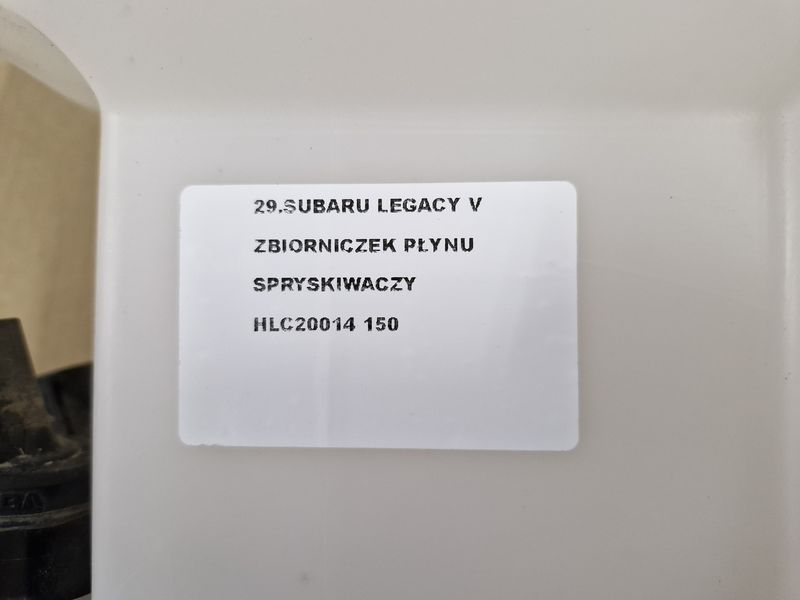 29.SUBARU LEGACY V
ZBIORNICZEK PŁYNU
SPRYSKIWACZY
HLC20014 150